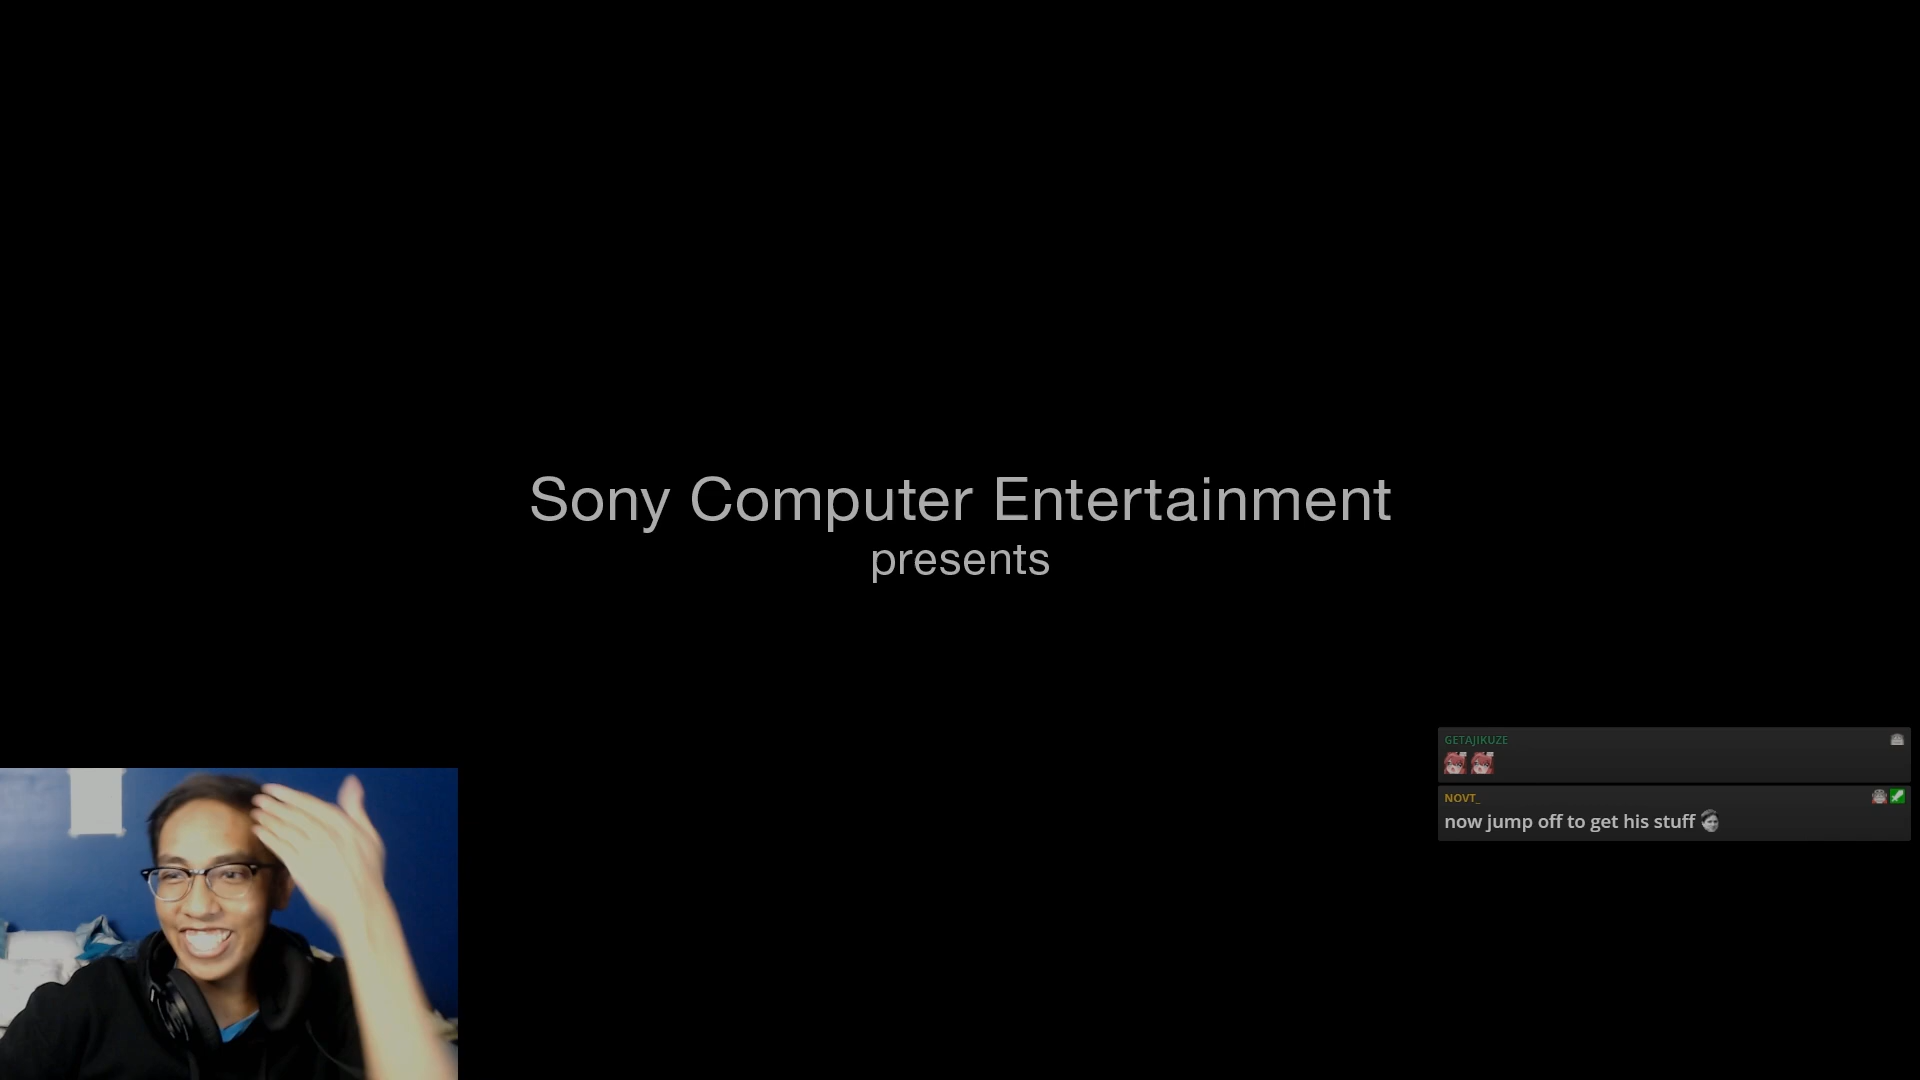 Sony Computer Entertainment
presents
GETAJIKUZE
NOVT_
now jump off to get his stuff